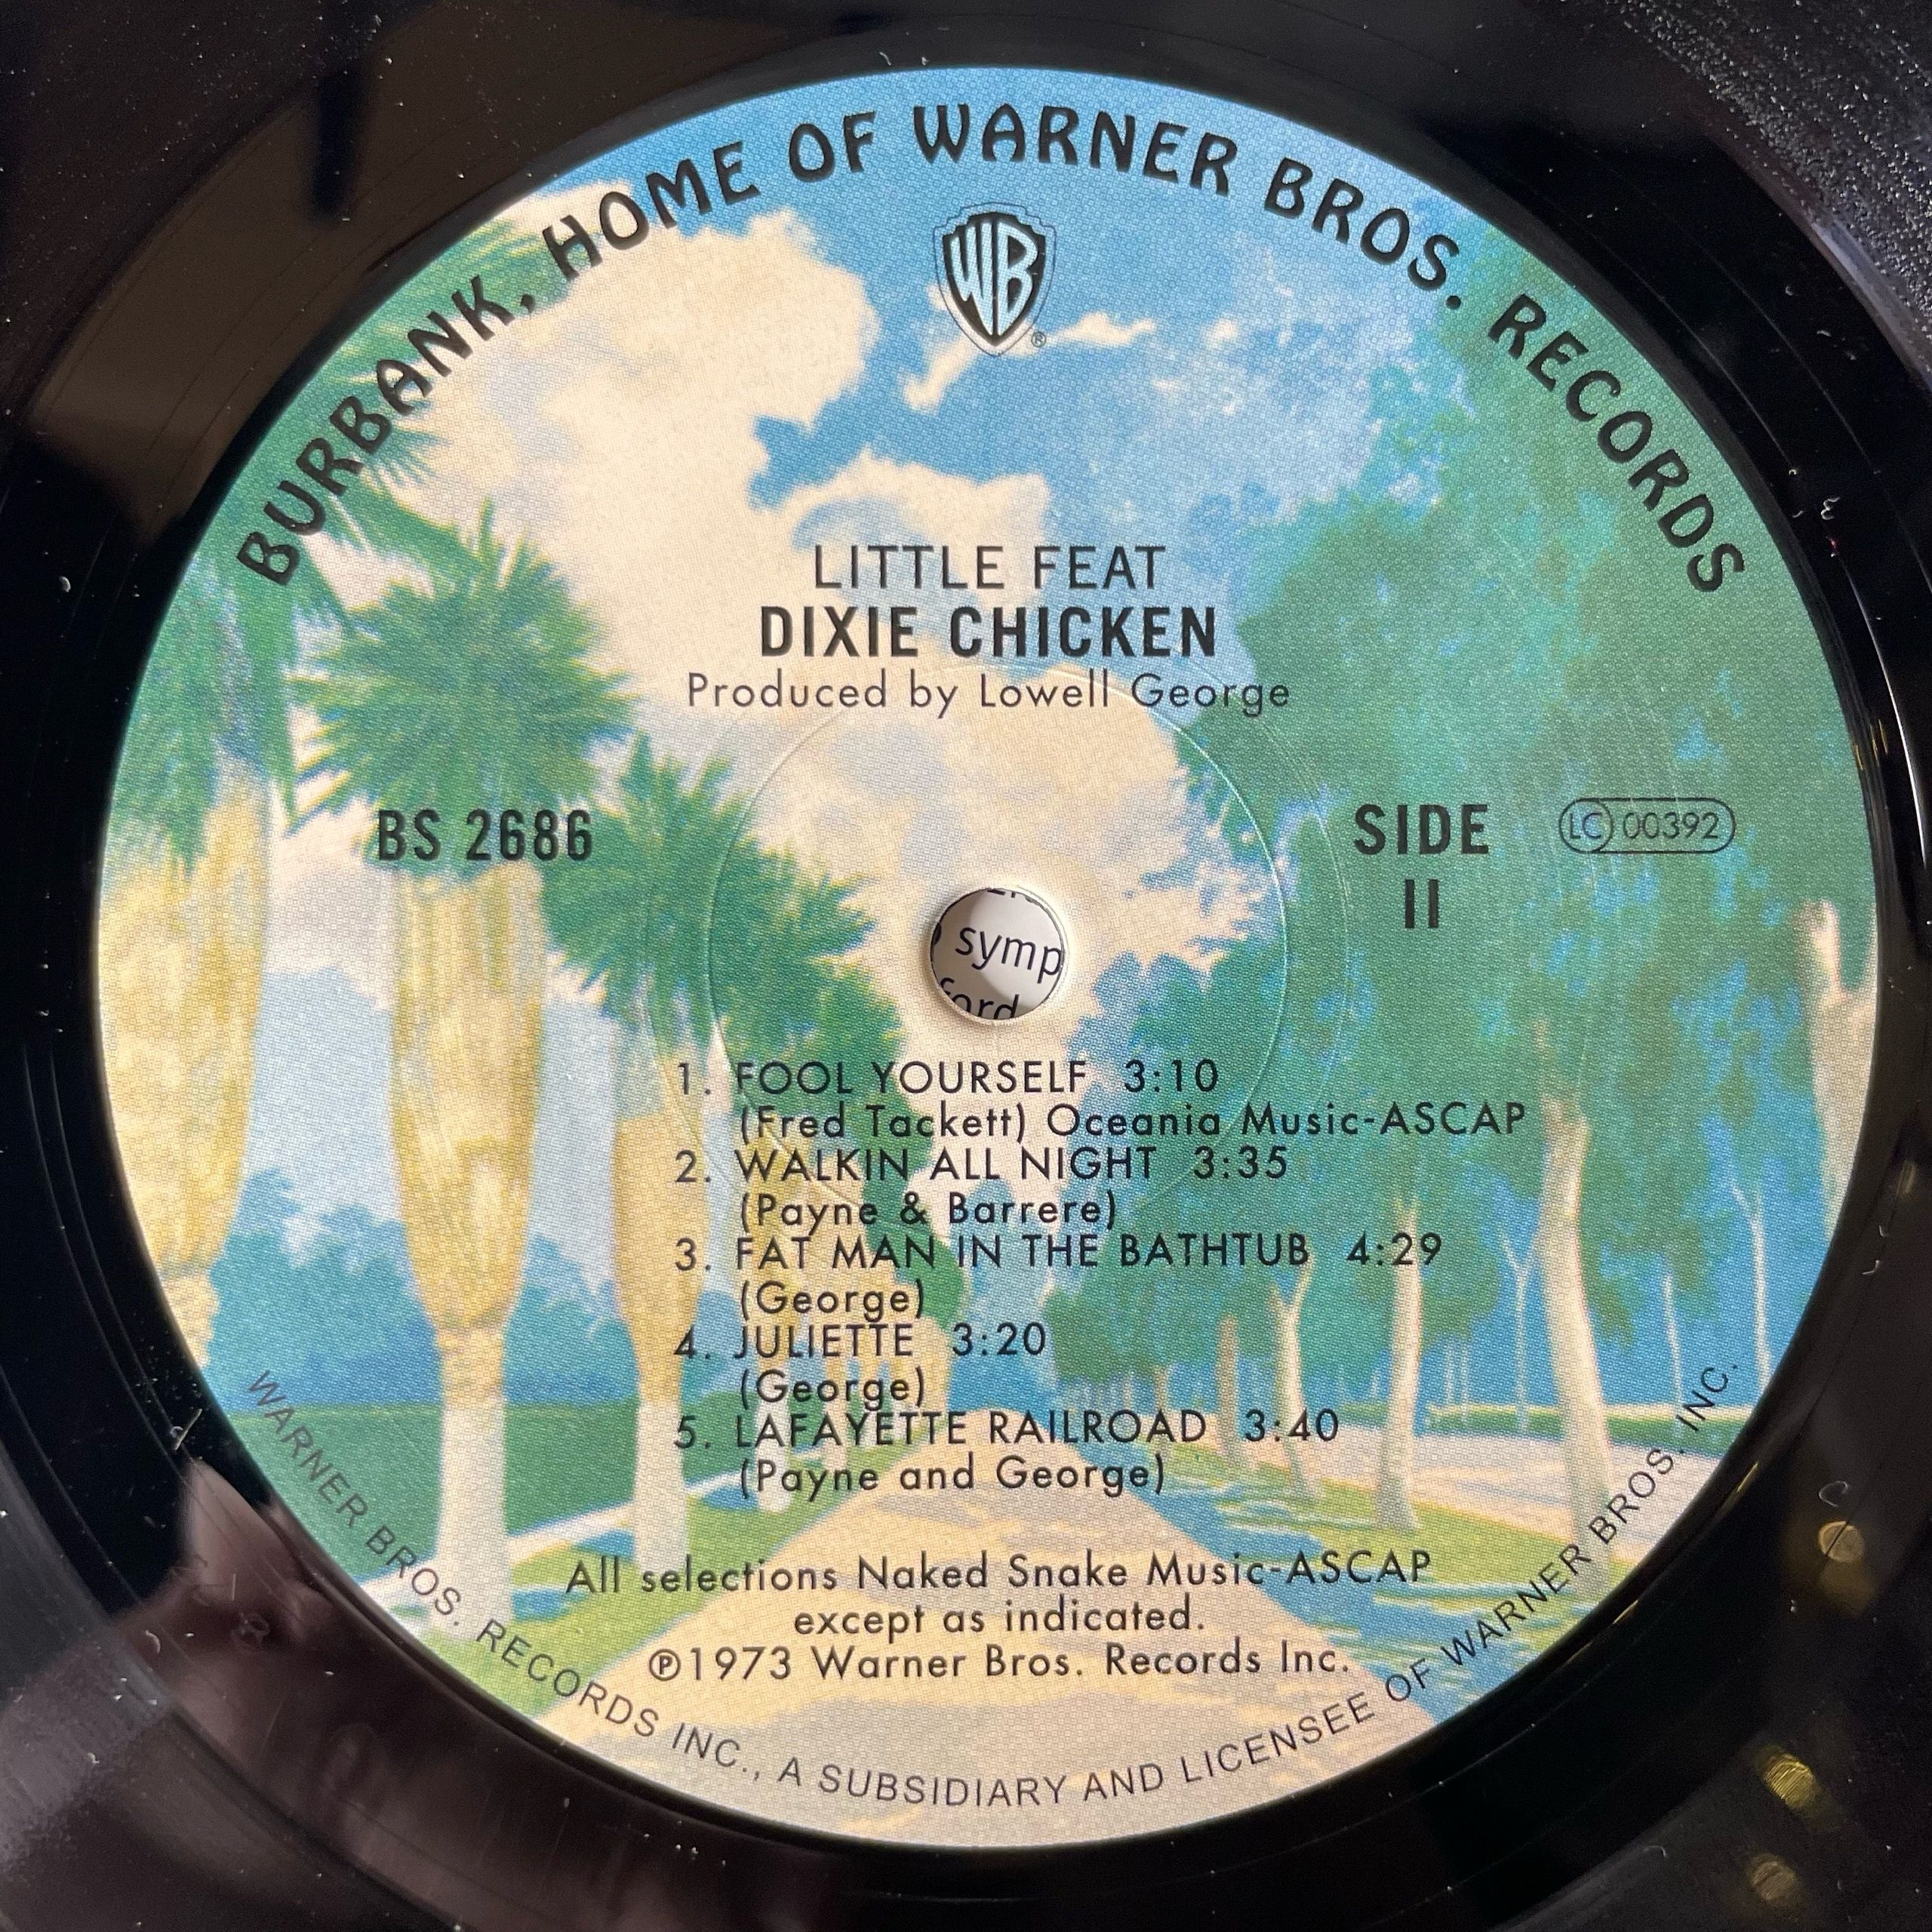 BURBANK, HOME OF WARNER BROS. RECORDS
WB
®
LITTLE FEAT
DIXIE CHICKEN
Produced by Lowell George
BS 2686
SIDE
II
LC 00392
symp
ford
1. FOOL YOURSELF 3:10
(Fred Tackett) Oceania Music-ASCAP
2. WALKIN ALL NIGHT 3:35
(Payne & Barrere)
3. FAT MAN IN THE BATHTUB 4:29
(George)
4. JULIETTE 3:20
(George)
5. LAFAYETTE RAILROAD 3:40
(Payne and George)
All selections Naked Snake Music-ASCAP
except as indicated.
℗1973 Warner Bros. Records Inc.
WARNER BROS. RECORDS INC., A SUBSIDIARY AND LICENSEE OF WARNER BROS. INC.